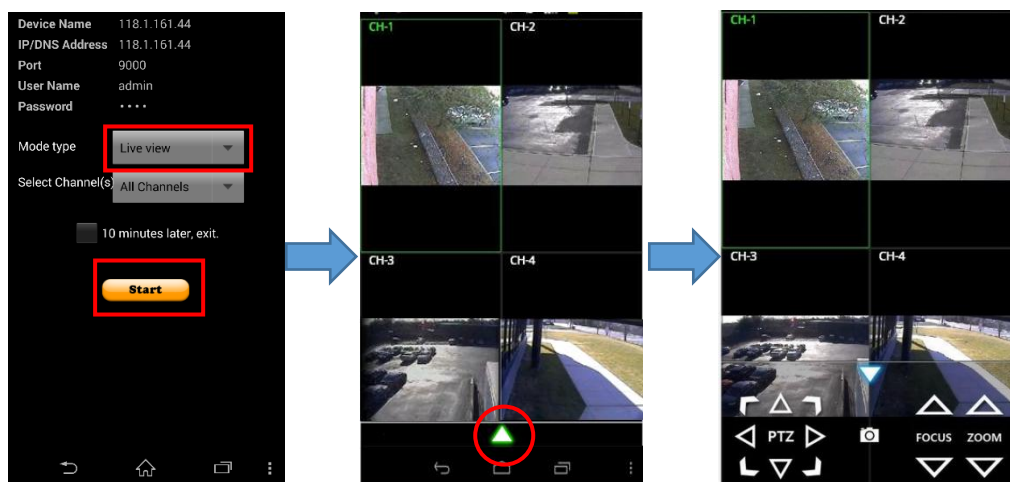 Device Name 118.1.161.44
IP/DNS Address 118.1.161.44
Port 9000
User Name admin
Password ••••
Mode type Live view
Select Channel(s) All Channels
10 minutes later, exit.
Start
CH-1 CH-2
CH-3 CH-4
CH-1 CH-2
CH-3 CH-4
PTZ FOCUS ZOOM